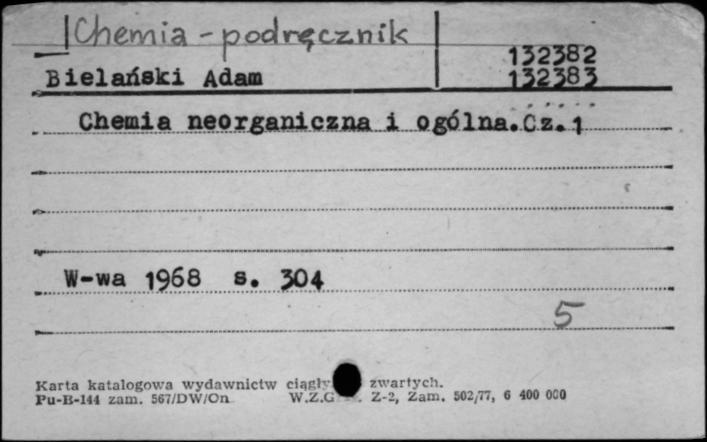 Chemia - podręcznik
132382
Bielański Adam 132383
Chemia neorganiczna i ogólna. Cz. 1
W-wa 1968 s. 304
5
Karta katalogowa wydawnictw zwartych.
Pu-B-144 zam. 567/DW/On W.Z.G Z-2, Zam. 502/77, 6 400 000